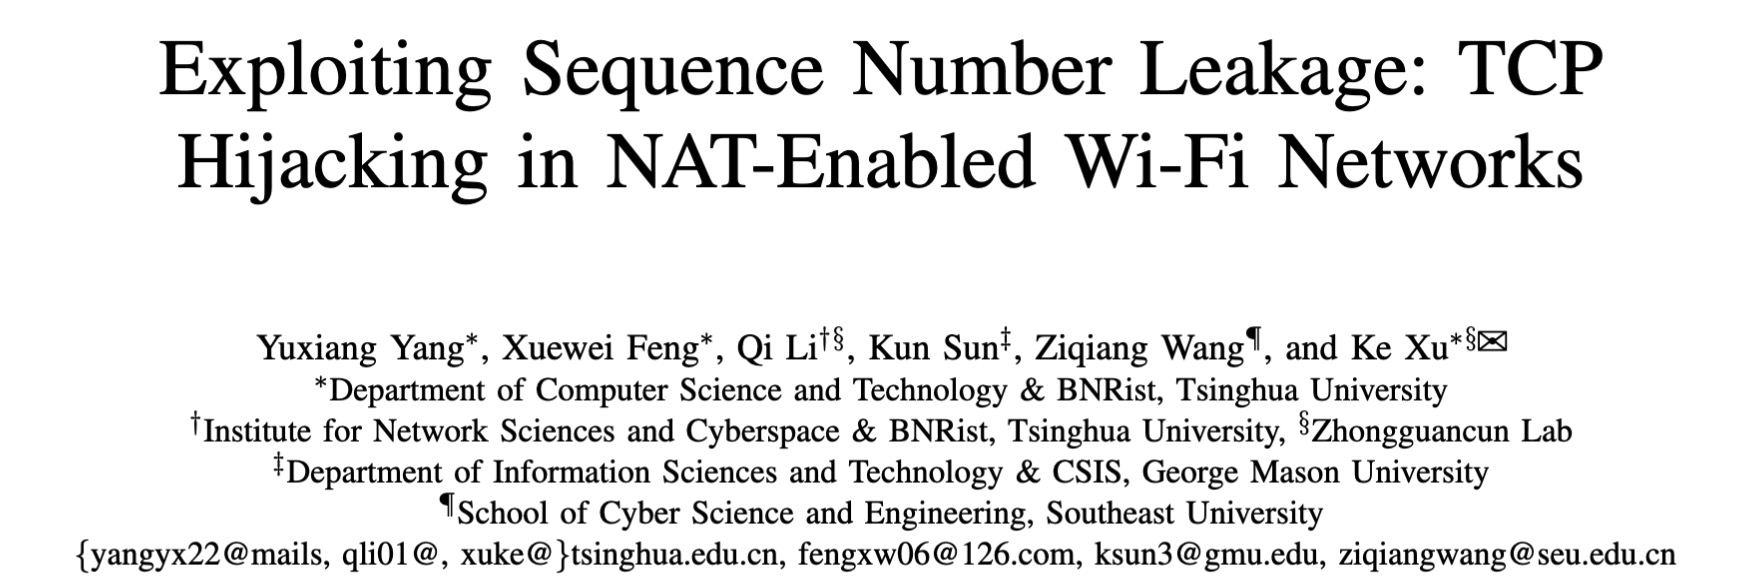 Exploiting Sequence Number Leakage: TCP
Hijacking in NAT-Enabled Wi-Fi Networks
Yuxiang Yang*, Xuewei Feng*, Qi Li†§, Kun Sun‡, Ziqiang Wang¶, and Ke Xu*§✉
*Department of Computer Science and Technology & BNRist, Tsinghua University
†Institute for Network Sciences and Cyberspace & BNRist, Tsinghua University, §Zhongguancun Lab
‡Department of Information Sciences and Technology & CSIS, George Mason University
¶School of Cyber Science and Engineering, Southeast University
{yangyx22@mails, qli01@, xuke@}tsinghua.edu.cn, fengxw06@126.com, ksun3@gmu.edu, ziqiangwang@seu.edu.cn